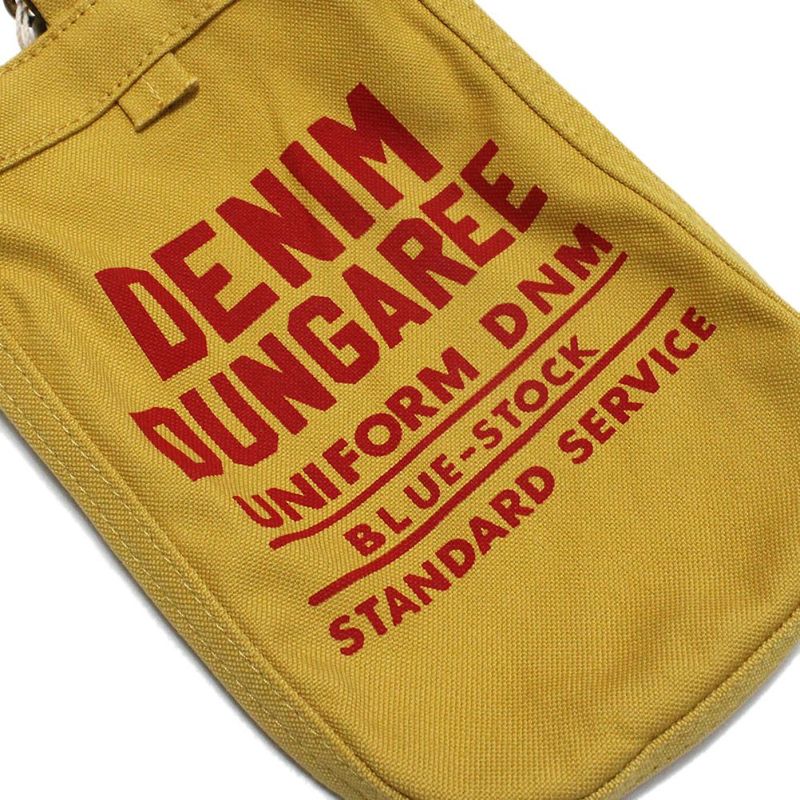 DENIM
DUNGAREE
UNIFORM DNM
BLUE-STOCK
STANDARD SERVICE